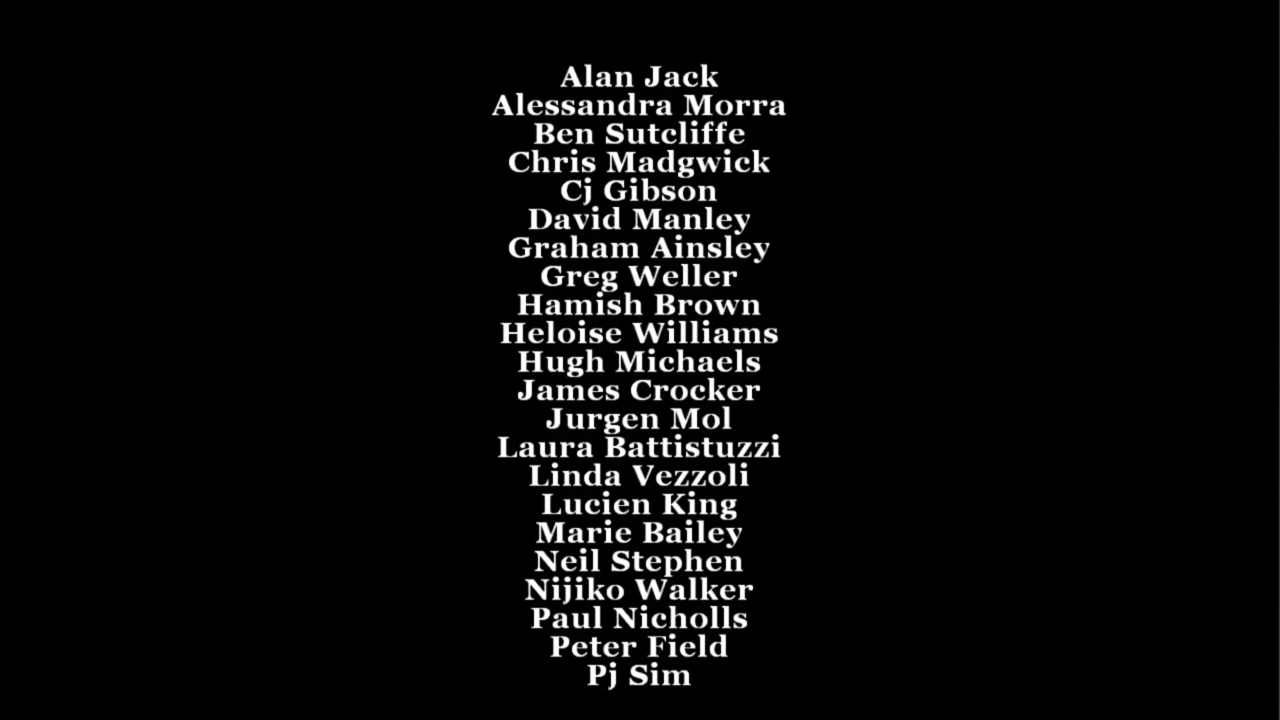 Alan Jack
Alessandra Morra
Ben Sutcliffe
Chris Madgwick
Cj Gibson
David Manley
Graham Ainsley
Greg Weller
Hamish Brown
Heloise Williams
Hugh Michaels
James Crocker
Jurgen Mol
Laura Battistuzzi
Linda Vezzoli
Lucien King
Marie Bailey
Neil Stephen
Nijiko Walker
Paul Nicholls
Peter Field
Pj Sim